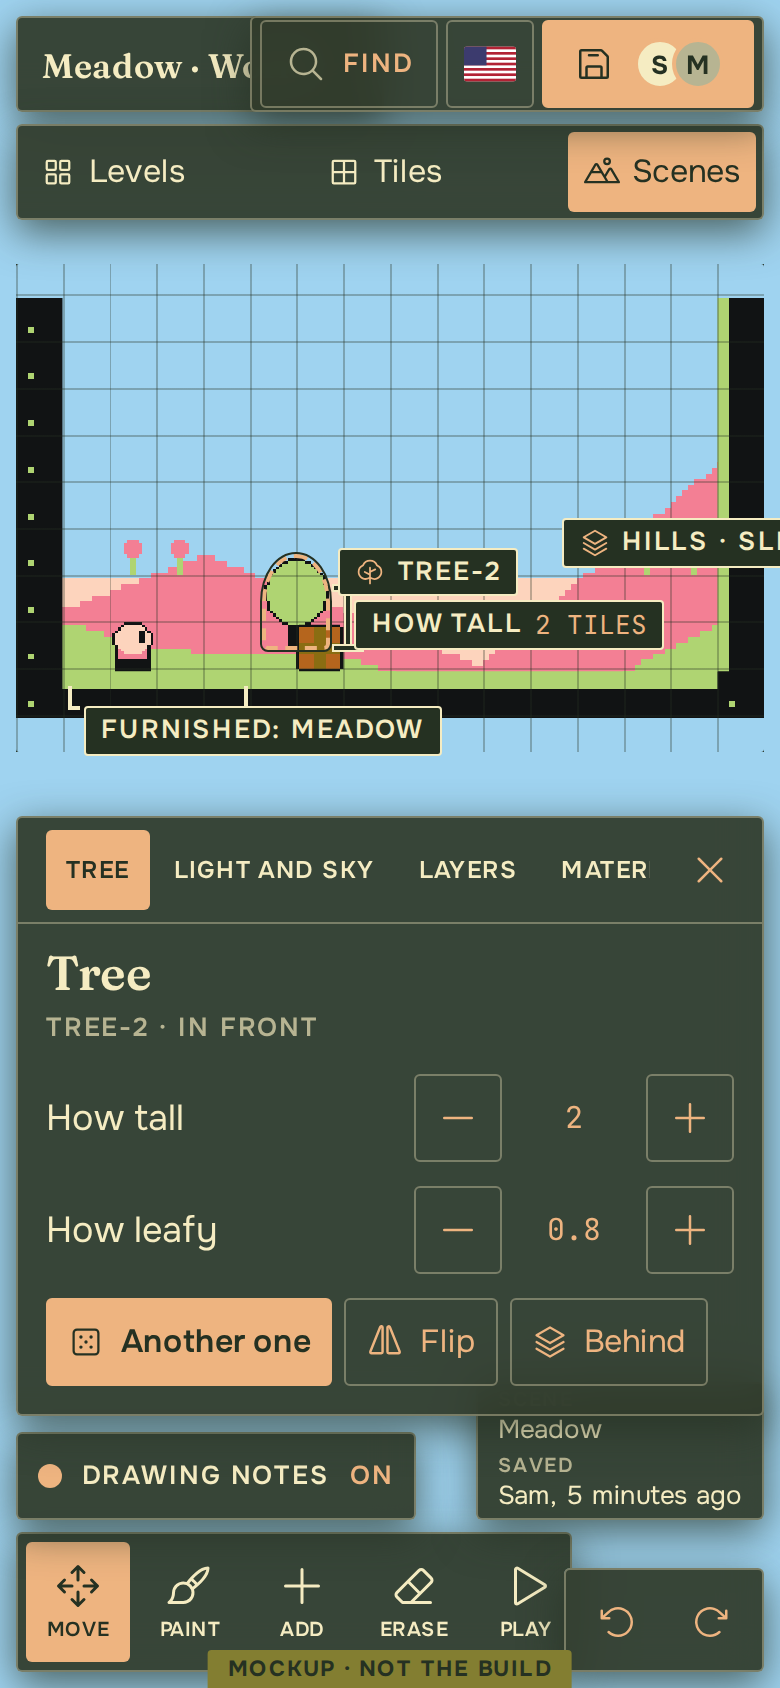 Meadow · Wo
FIND
S M
Levels
Tiles
Scenes
HILLS · SLI
TREE-2
HOW TALL 2 TILES
FURNISHED: MEADOW
TREE
LIGHT AND SKY
LAYERS
MATER
Tree
TREE-2 · IN FRONT
How tall
2
How leafy
0.8
Another one
Flip
Behind
Meadow
SAVED
Sam, 5 minutes ago
DRAWING NOTES ON
MOVE
PAINT
ADD
ERASE
PLAY
MOCKUP · NOT THE BUILD